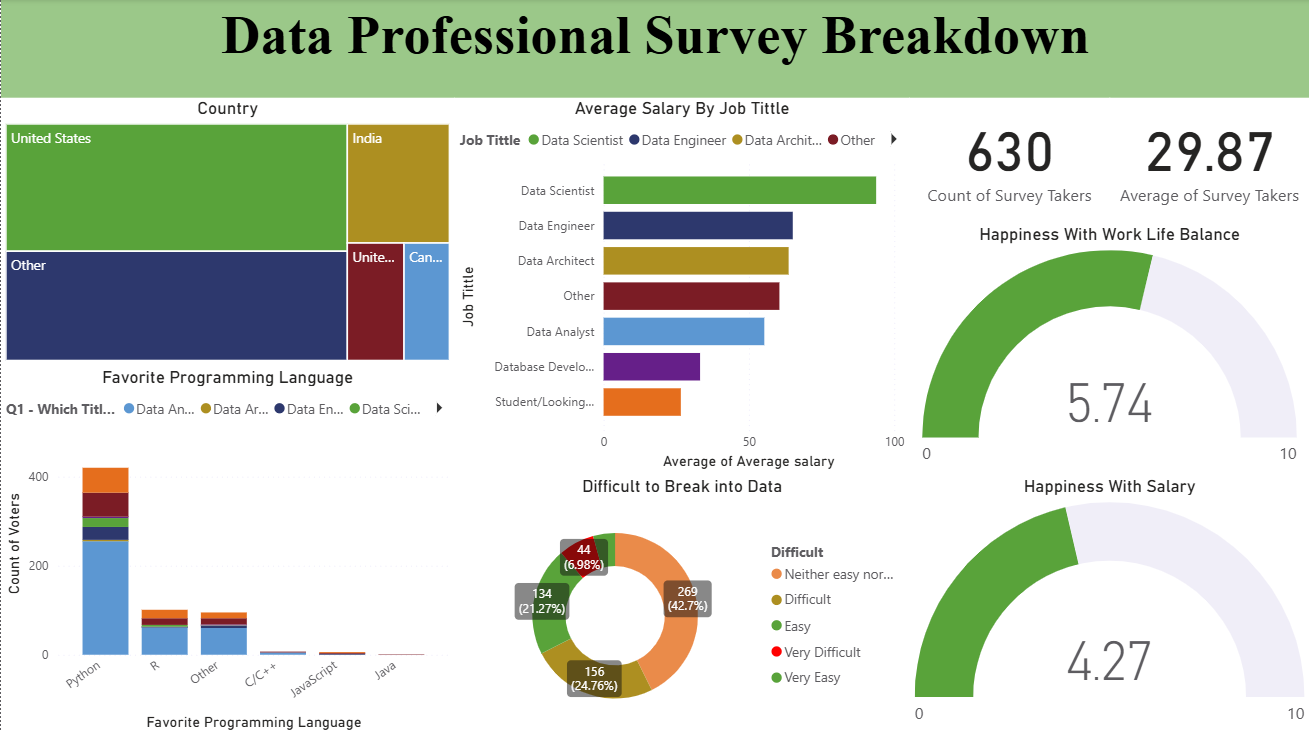 Data Professional Survey Breakdown
Country
United States
India
Other
Unite...
Can...
Average Salary By Job Tittle
Job Tittle
Data Scientist
Data Engineer
Data Archit...
Other
Job Tittle
Data Scientist
Data Engineer
Data Architect
Other
Data Analyst
Database Develo...
Student/Looking...
0
50
100
Average of Average salary
630
Count of Survey Takers
29.87
Average of Survey Takers
Happiness With Work Life Balance
5.74
0
10
Favorite Programming Language
Q1 - Which Titl...
Data An...
Data Ar...
Data En...
Data Sci...
Count of Voters
400
200
0
Python
R
Other
C/C++
JavaScript
Java
Favorite Programming Language
Difficult to Break into Data
44
(6.98%)
134
(21.27%)
269
(42.7%)
156
(24.76%)
Difficult
Neither easy nor...
Difficult
Easy
Very Difficult
Very Easy
Happiness With Salary
4.27
0
10